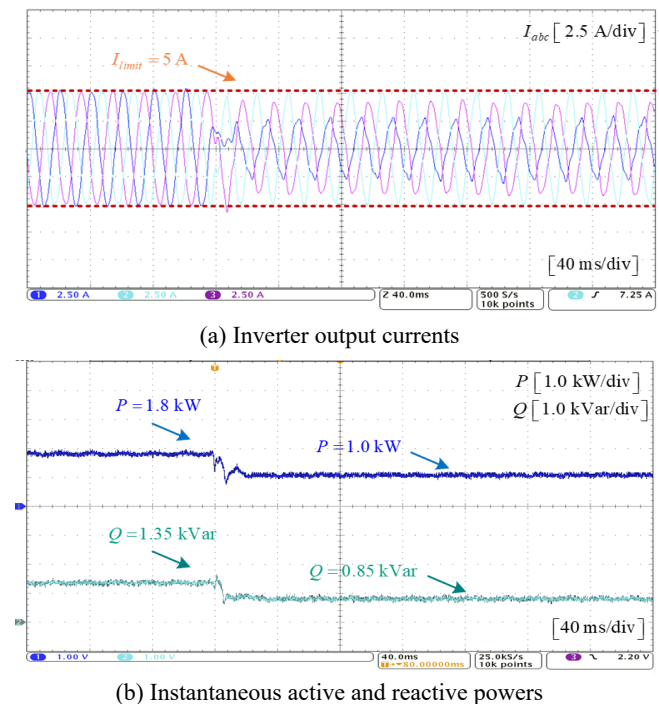 I_abc [ 2.5 A/div ]
I_limit = 5 A
[ 40 ms/div ]
1 2.50 A 2 2.50 A 3 2.50 A Z 40.0ms 500 S/s 2 7.25 A
10k points
(a) Inverter output currents
T
P [ 1.0 kW/div ]
Q [ 1.0 kVar/div ]
P = 1.8 kW
P = 1.0 kW
1
Q = 1.35 kVar
Q = 0.85 kVar
2
[ 40 ms/div ]
1 1.00 V 2 1.00 V 40.0ms 25.0kS/s 3 2.20 V
T→▾80.00000ms 10k points
(b) Instantaneous active and reactive powers